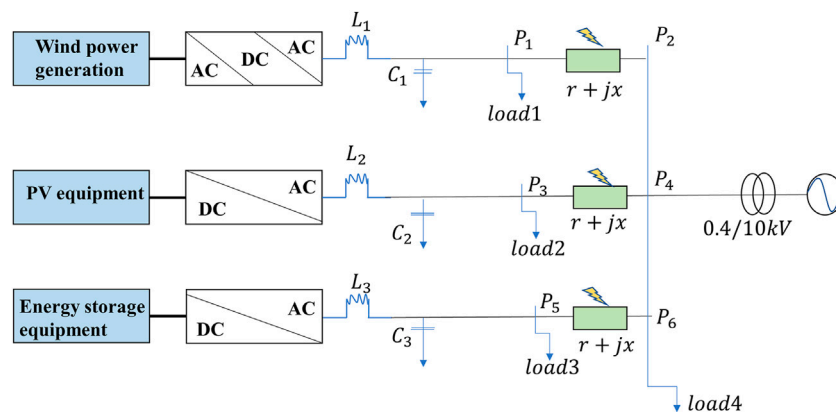 Wind power
generation
AC
DC
AC
L1
C1
P1
load1
r + jx
P2
PV equipment
DC
AC
L2
C2
P3
load2
r + jx
P4
0.4/10kV
Energy storage
equipment
DC
AC
L3
C3
P5
load3
r + jx
P6
load4